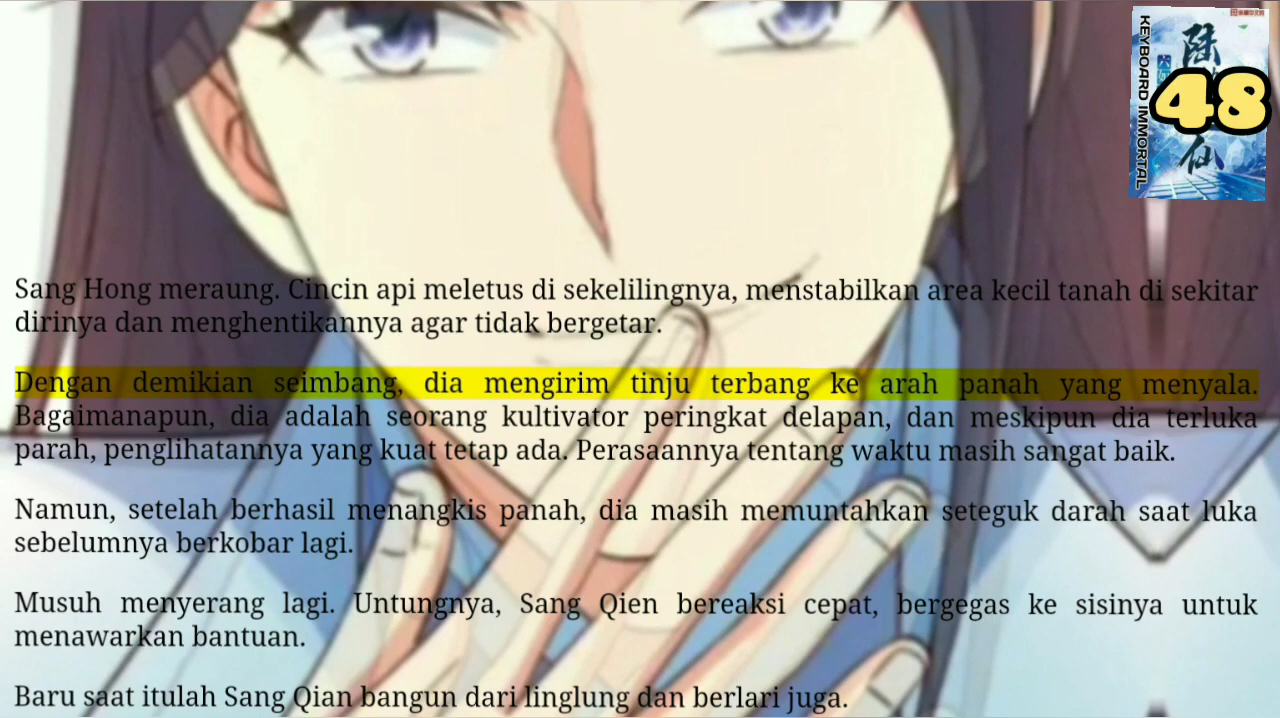 KEYBOARD IMMORTAL
48
Sang Hong meraung. Cincin api meletus di sekelilingnya, menstabilkan area kecil tanah di sekitar
dirinya dan menghentikannya agar tidak bergetar.
Dengan demikian seimbang, dia mengirim tinju terbang ke arah panah yang menyala.
Bagaimanapun, dia adalah seorang kultivator peringkat delapan, dan meskipun dia terluka
parah, penglihatannya yang kuat tetap ada. Perasaannya tentang waktu masih sangat baik.
Namun, setelah berhasil menangkis panah, dia masih memuntahkan seteguk darah saat luka
sebelumnya berkobar lagi.
Musuh menyerang lagi. Untungnya, Sang Qien bereaksi cepat, bergegas ke sisinya untuk
menawarkan bantuan.
Baru saat itulah Sang Qian bangun dari linglung dan berlari juga.